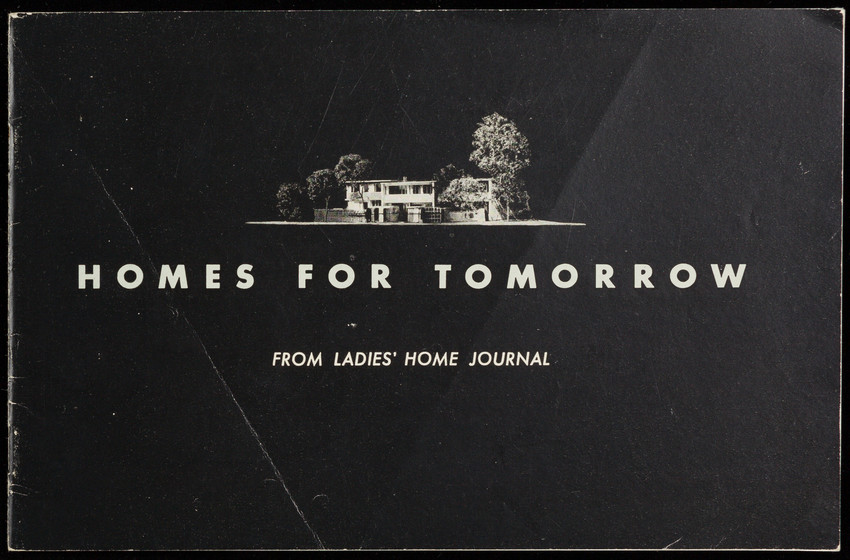 HOMES FOR TOMORROW
FROM LADIES' HOME JOURNAL